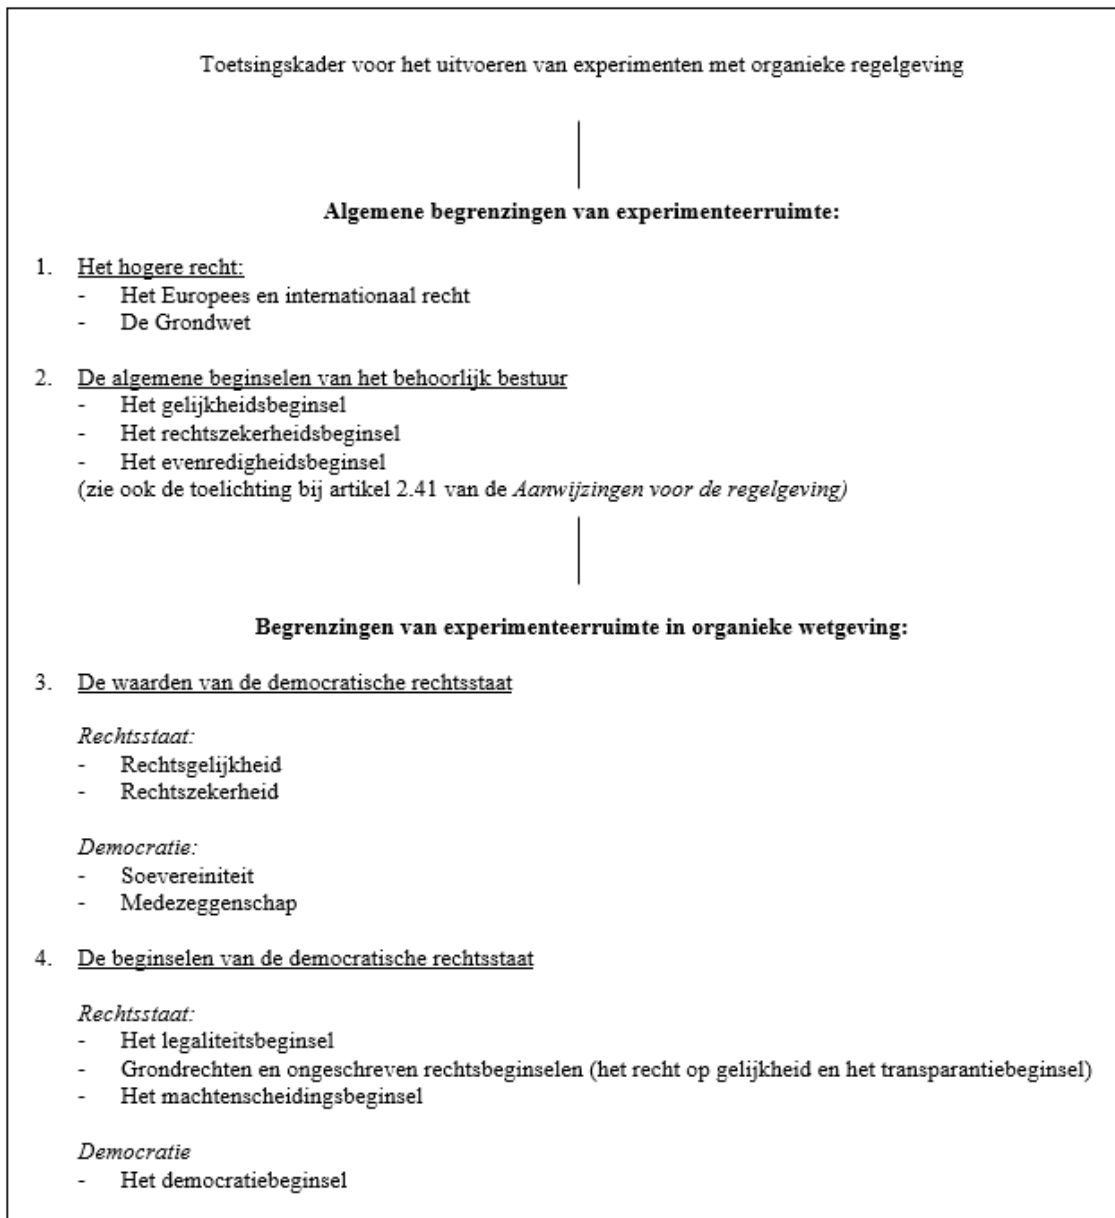 Toetsingskader voor het uitvoeren van experimenten met organieke regelgeving
Algemene begrenzingen van experimenteerruimte:
1. Het hogere recht:
- Het Europees en internationaal recht
- De Grondwet
2. De algemene beginselen van het behoorlijk bestuur
- Het gelijkheidsbeginsel
- Het rechtszekerheidsbeginsel
- Het evenredigheidsbeginsel
(zie ook de toelichting bij artikel 2.41 van de Aanwijzingen voor de regelgeving)
Begrenzingen van experimenteerruimte in organieke wetgeving:
3. De waarden van de democratische rechtsstaat
Rechtsstaat:
- Rechtsgelijkheid
- Rechtszekerheid
Democratie:
- Soevereiniteit
- Medezeggenschap
4. De beginselen van de democratische rechtsstaat
Rechtsstaat:
- Het legaliteitsbeginsel
- Grondrechten en ongeschreven rechtsbeginselen (het recht op gelijkheid en het transparantiebeginsel)
- Het machtenscheidingsbeginsel
Democratie
- Het democratiebeginsel